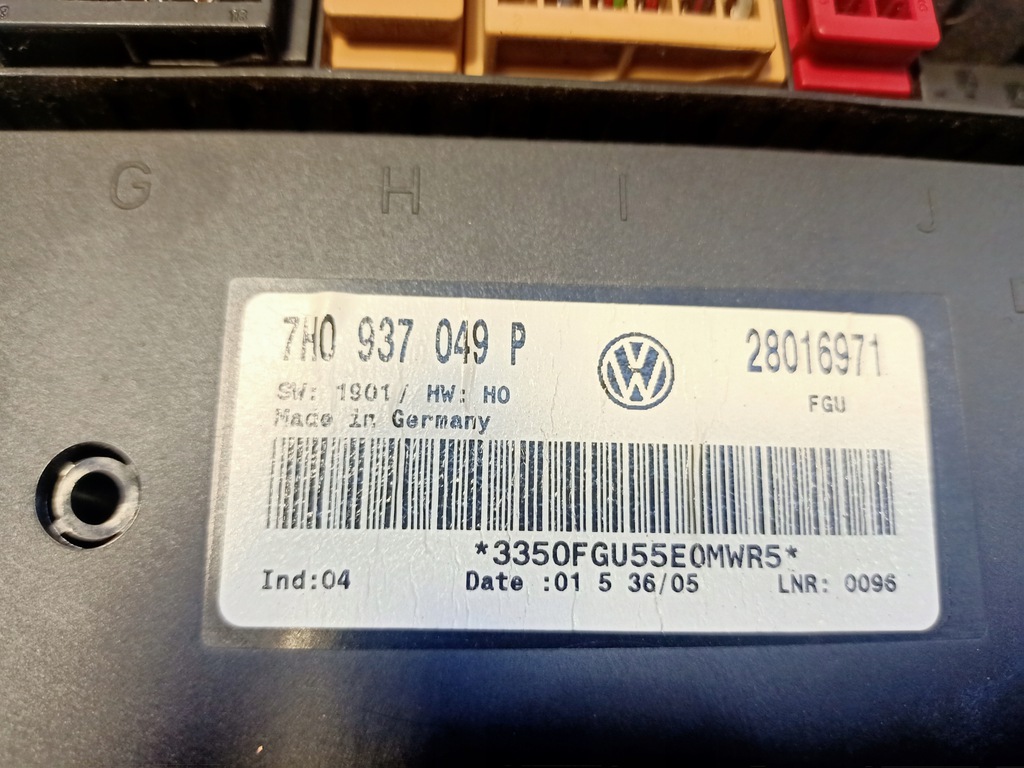 G H I J
7H0 937 049 P
28016971
FGU
SW: 1901/ HW: H0
Made in Germany
*3350FGU55E0MWR5*
Ind:04 Date :01 5 36/05 LNR: 0096